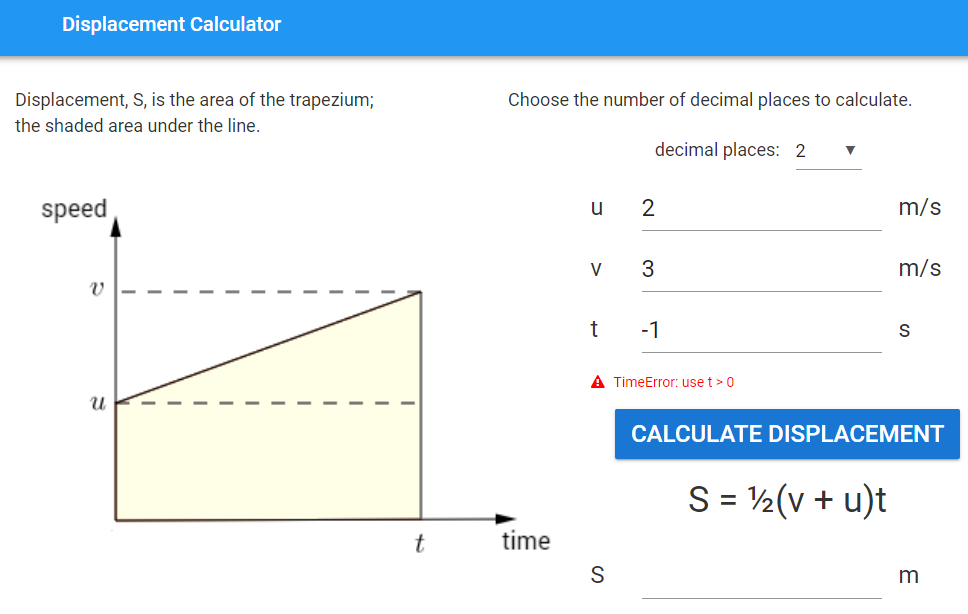 Displacement Calculator
Displacement, S, is the area of the trapezium;
the shaded area under the line.
speed
v
u
t
time
Choose the number of decimal places to calculate.
decimal places: 2
u 2 m/s
v 3 m/s
t -1 s
TimeError: use t > 0
CALCULATE DISPLACEMENT
S = ½(v + u)t
S m